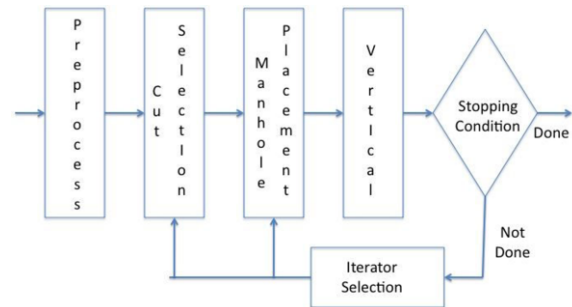 Preprocess
Cut
Selection
Manhole
Placement
Vertical
Stopping
Condition
Done
Not
Done
Iterator
Selection